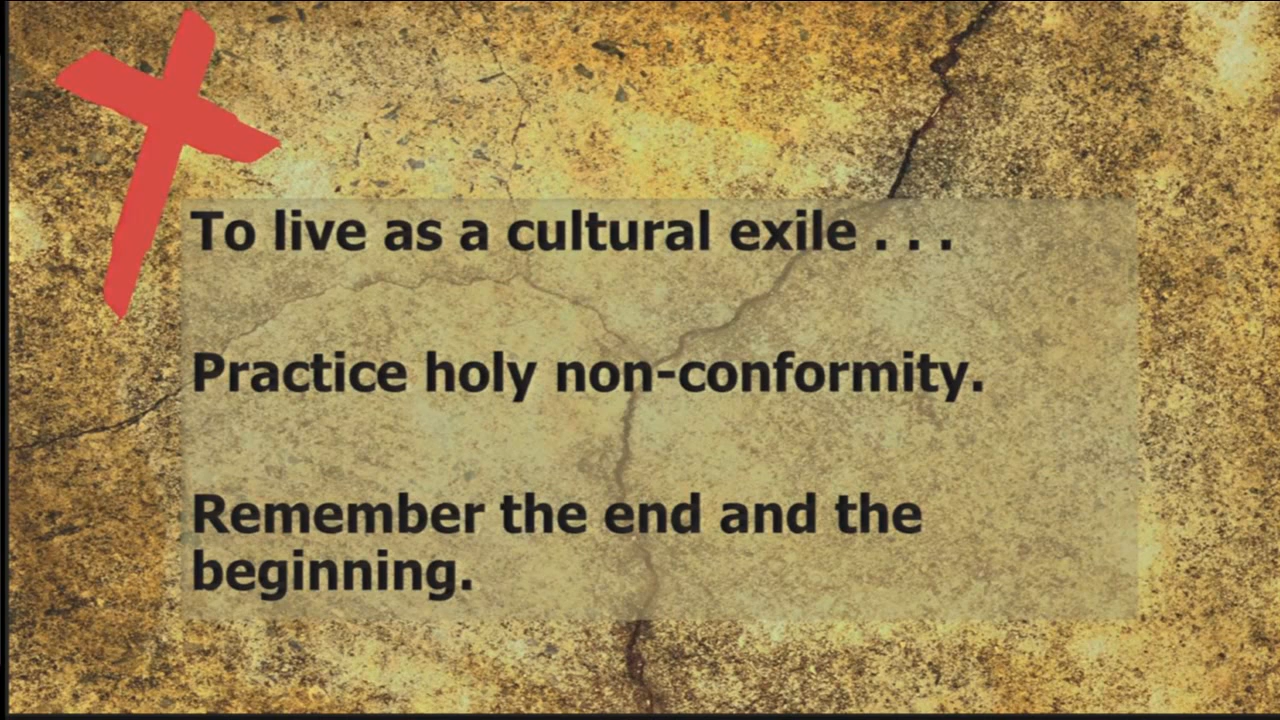 To live as a cultural exile . . .
Practice holy non-conformity.
Remember the end and the
beginning.